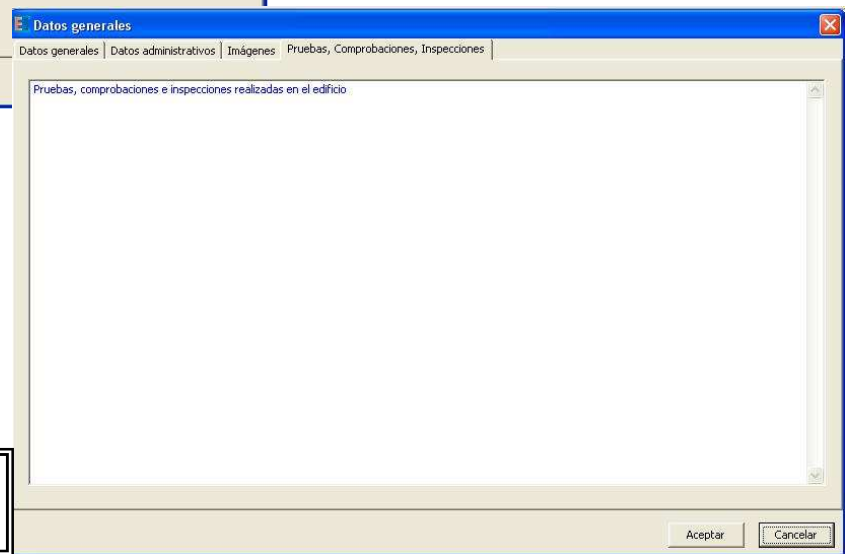 Datos generales
Datos generales Datos administrativos Imágenes Pruebas, Comprobaciones, Inspecciones
Pruebas, comprobaciones e inspecciones realizadas en el edificio
Aceptar Cancelar